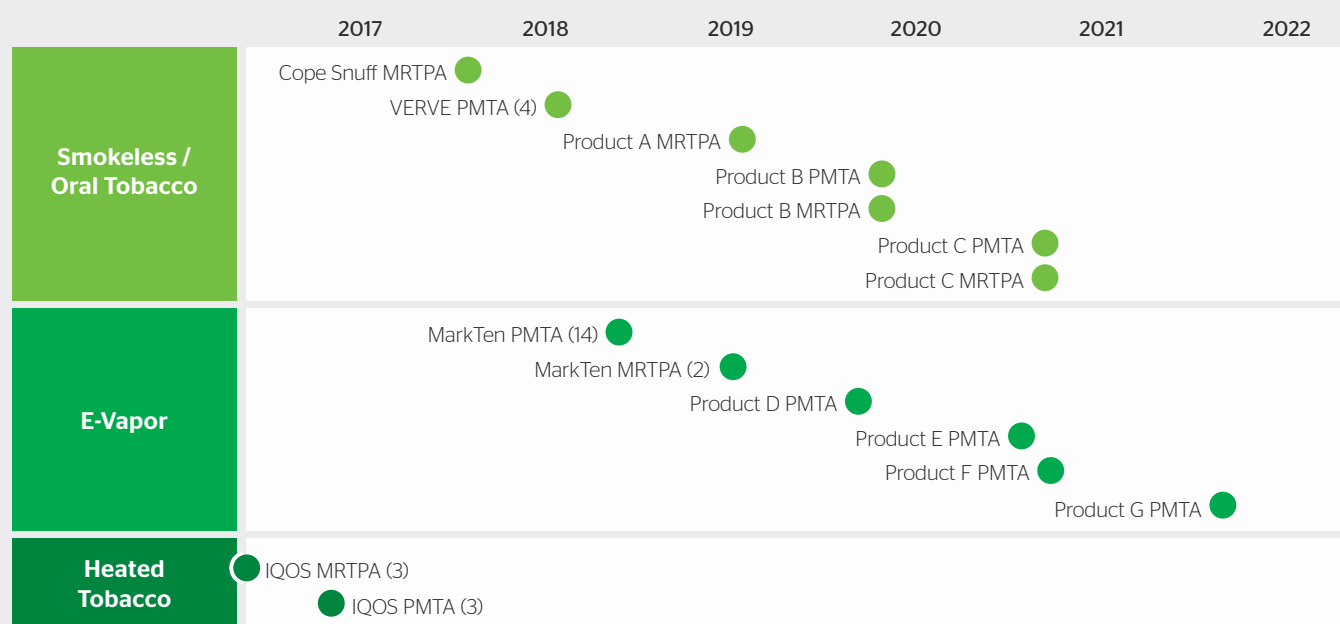 2017 2018 2019 2020 2021 2022
Smokeless /
Oral Tobacco
Cope Snuff MRTPA
VERVE PMTA (4)
Product A MRTPA
Product B PMTA
Product B MRTPA
Product C PMTA
Product C MRTPA
E-Vapor
MarkTen PMTA (14)
MarkTen MRTPA (2)
Product D PMTA
Product E PMTA
Product F PMTA
Product G PMTA
Heated
Tobacco
IQOS MRTPA (3)
IQOS PMTA (3)